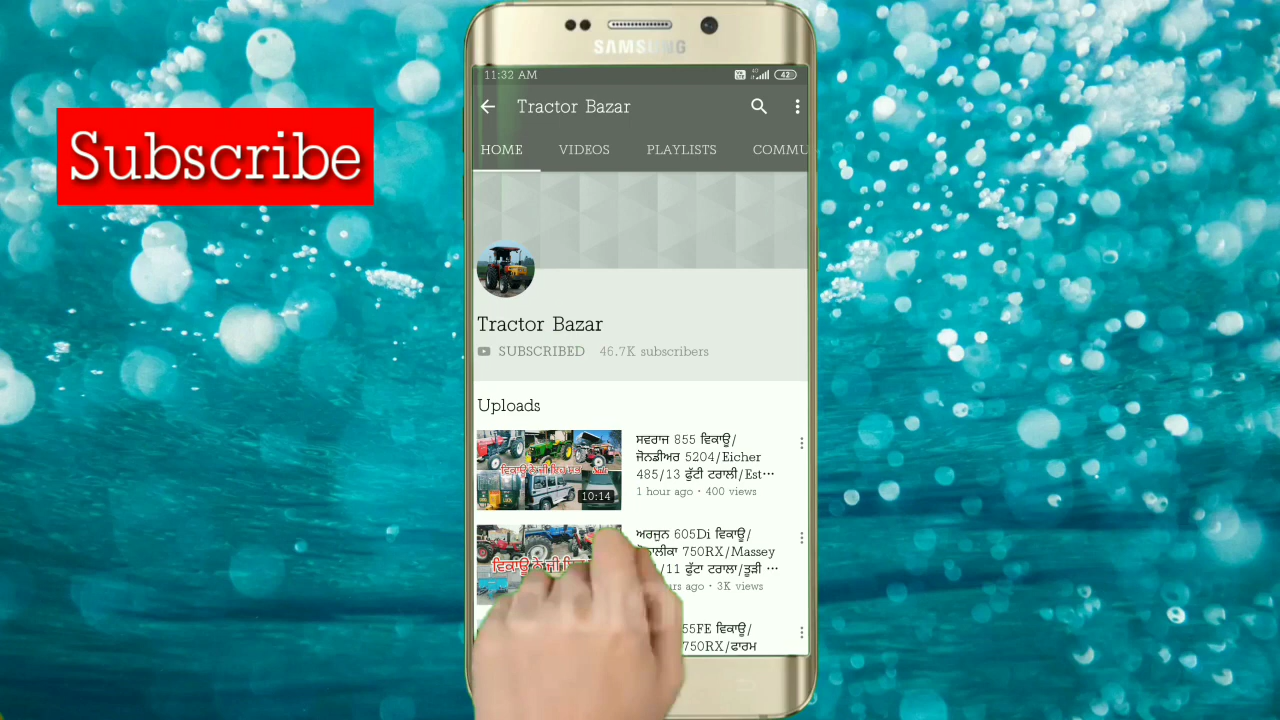 Subscribe
SAMSUNG
11:32 AM
42
Tractor Bazar
HOME VIDEOS PLAYLISTS COMMU
Tractor Bazar
SUBSCRIBED 46.7K subscribers
Uploads
ਸਵਰਾਜ 855 ਵਿਕਾਊ/
ਜੋਨਡੀਅਰ 5204/Eicher
485/13 ਫੁੱਟੀ ਟਰਾਲੀ/Est...
1 hour ago • 400 views
10:14
ਅਰਜੁਨ 605Di ਵਿਕਾਊ/
750RX/Massey
/11 ਫੁੱਟਾ ਟਰਾਲਾ/ਤੂੜੀ ...
ago • 3K views
ਵਿਕਾਊ ਨੇ ਜੀ
55FE ਵਿਕਾਊ/
750RX/ਫਾਰਮ